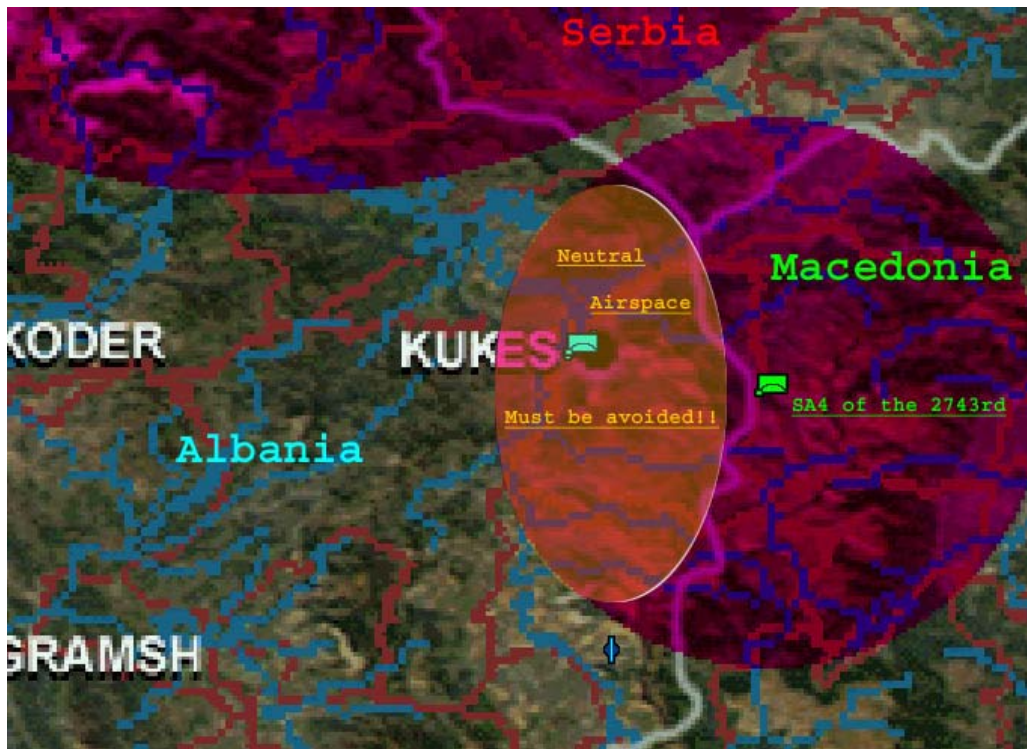 Serbia
Neutral
Macedonia
Airspace
KODER
KUKES
SA4 of the 2743rd
Must be avoided!!
Albania
GRAMSH